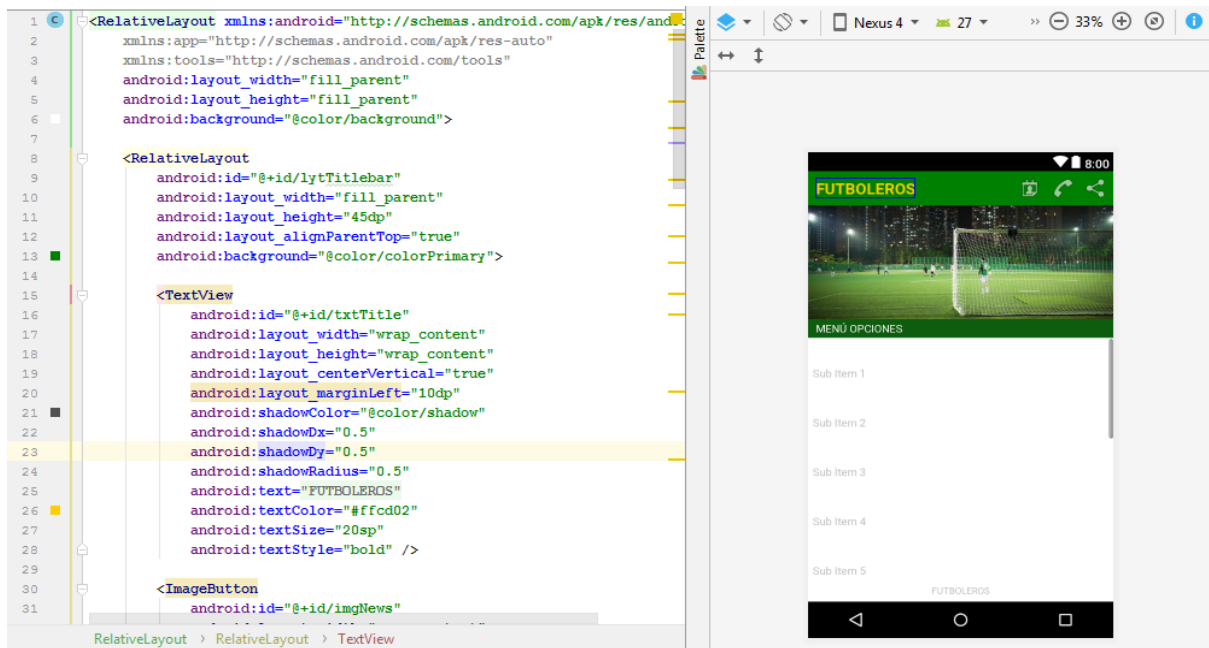 1 <RelativeLayout xmlns:android="http://schemas.android.com/apk/res/and
2 xmlns:app="http://schemas.android.com/apk/res-auto"
3 xmlns:tools="http://schemas.android.com/tools"
4 android:layout_width="fill_parent"
5 android:layout_height="fill_parent"
6 android:background="@color/background">
7
8 <RelativeLayout
9 android:id="@+id/lytTitlebar"
10 android:layout_width="fill_parent"
11 android:layout_height="45dp"
12 android:layout_alignParentTop="true"
13 android:background="@color/colorPrimary">
14
15 <TextView
16 android:id="@+id/txtTitle"
17 android:layout_width="wrap_content"
18 android:layout_height="wrap_content"
19 android:layout_centerVertical="true"
20 android:layout_marginLeft="10dp"
21 android:shadowColor="@color/shadow"
22 android:shadowDx="0.5"
23 android:shadowDy="0.5"
24 android:shadowRadius="0.5"
25 android:text="FUTBOLEROS"
26 android:textColor="#ffcd02"
27 android:textSize="20sp"
28 android:textStyle="bold" />
29
30 <ImageButton
31 android:id="@+id/imgNews"
RelativeLayout › RelativeLayout › TextView
Palette
Nexus 4 27 » 33%
8:00
FUTBOLEROS
MENÚ OPCIONES
Sub Item 1
Sub Item 2
Sub Item 3
Sub Item 4
Sub Item 5
FUTBOLEROS